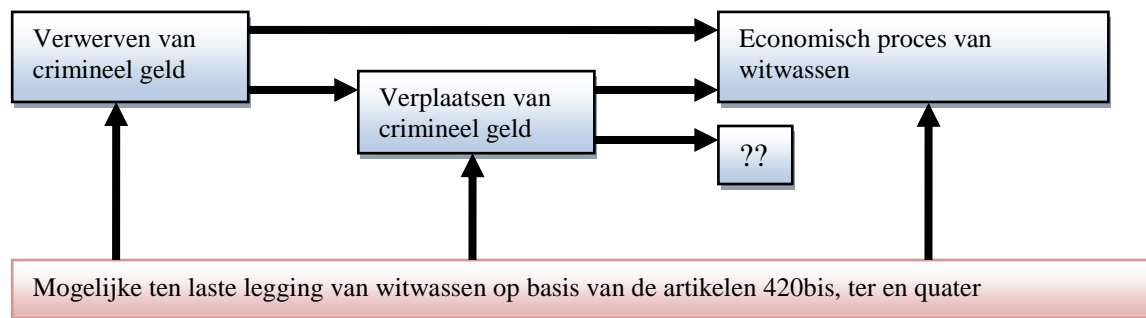 Verwerven van
crimineel geld
Economisch proces van
witwassen
Verplaatsen van
crimineel geld
??
Mogelijke ten laste legging van witwassen op basis van de artikelen 420bis, ter en quater